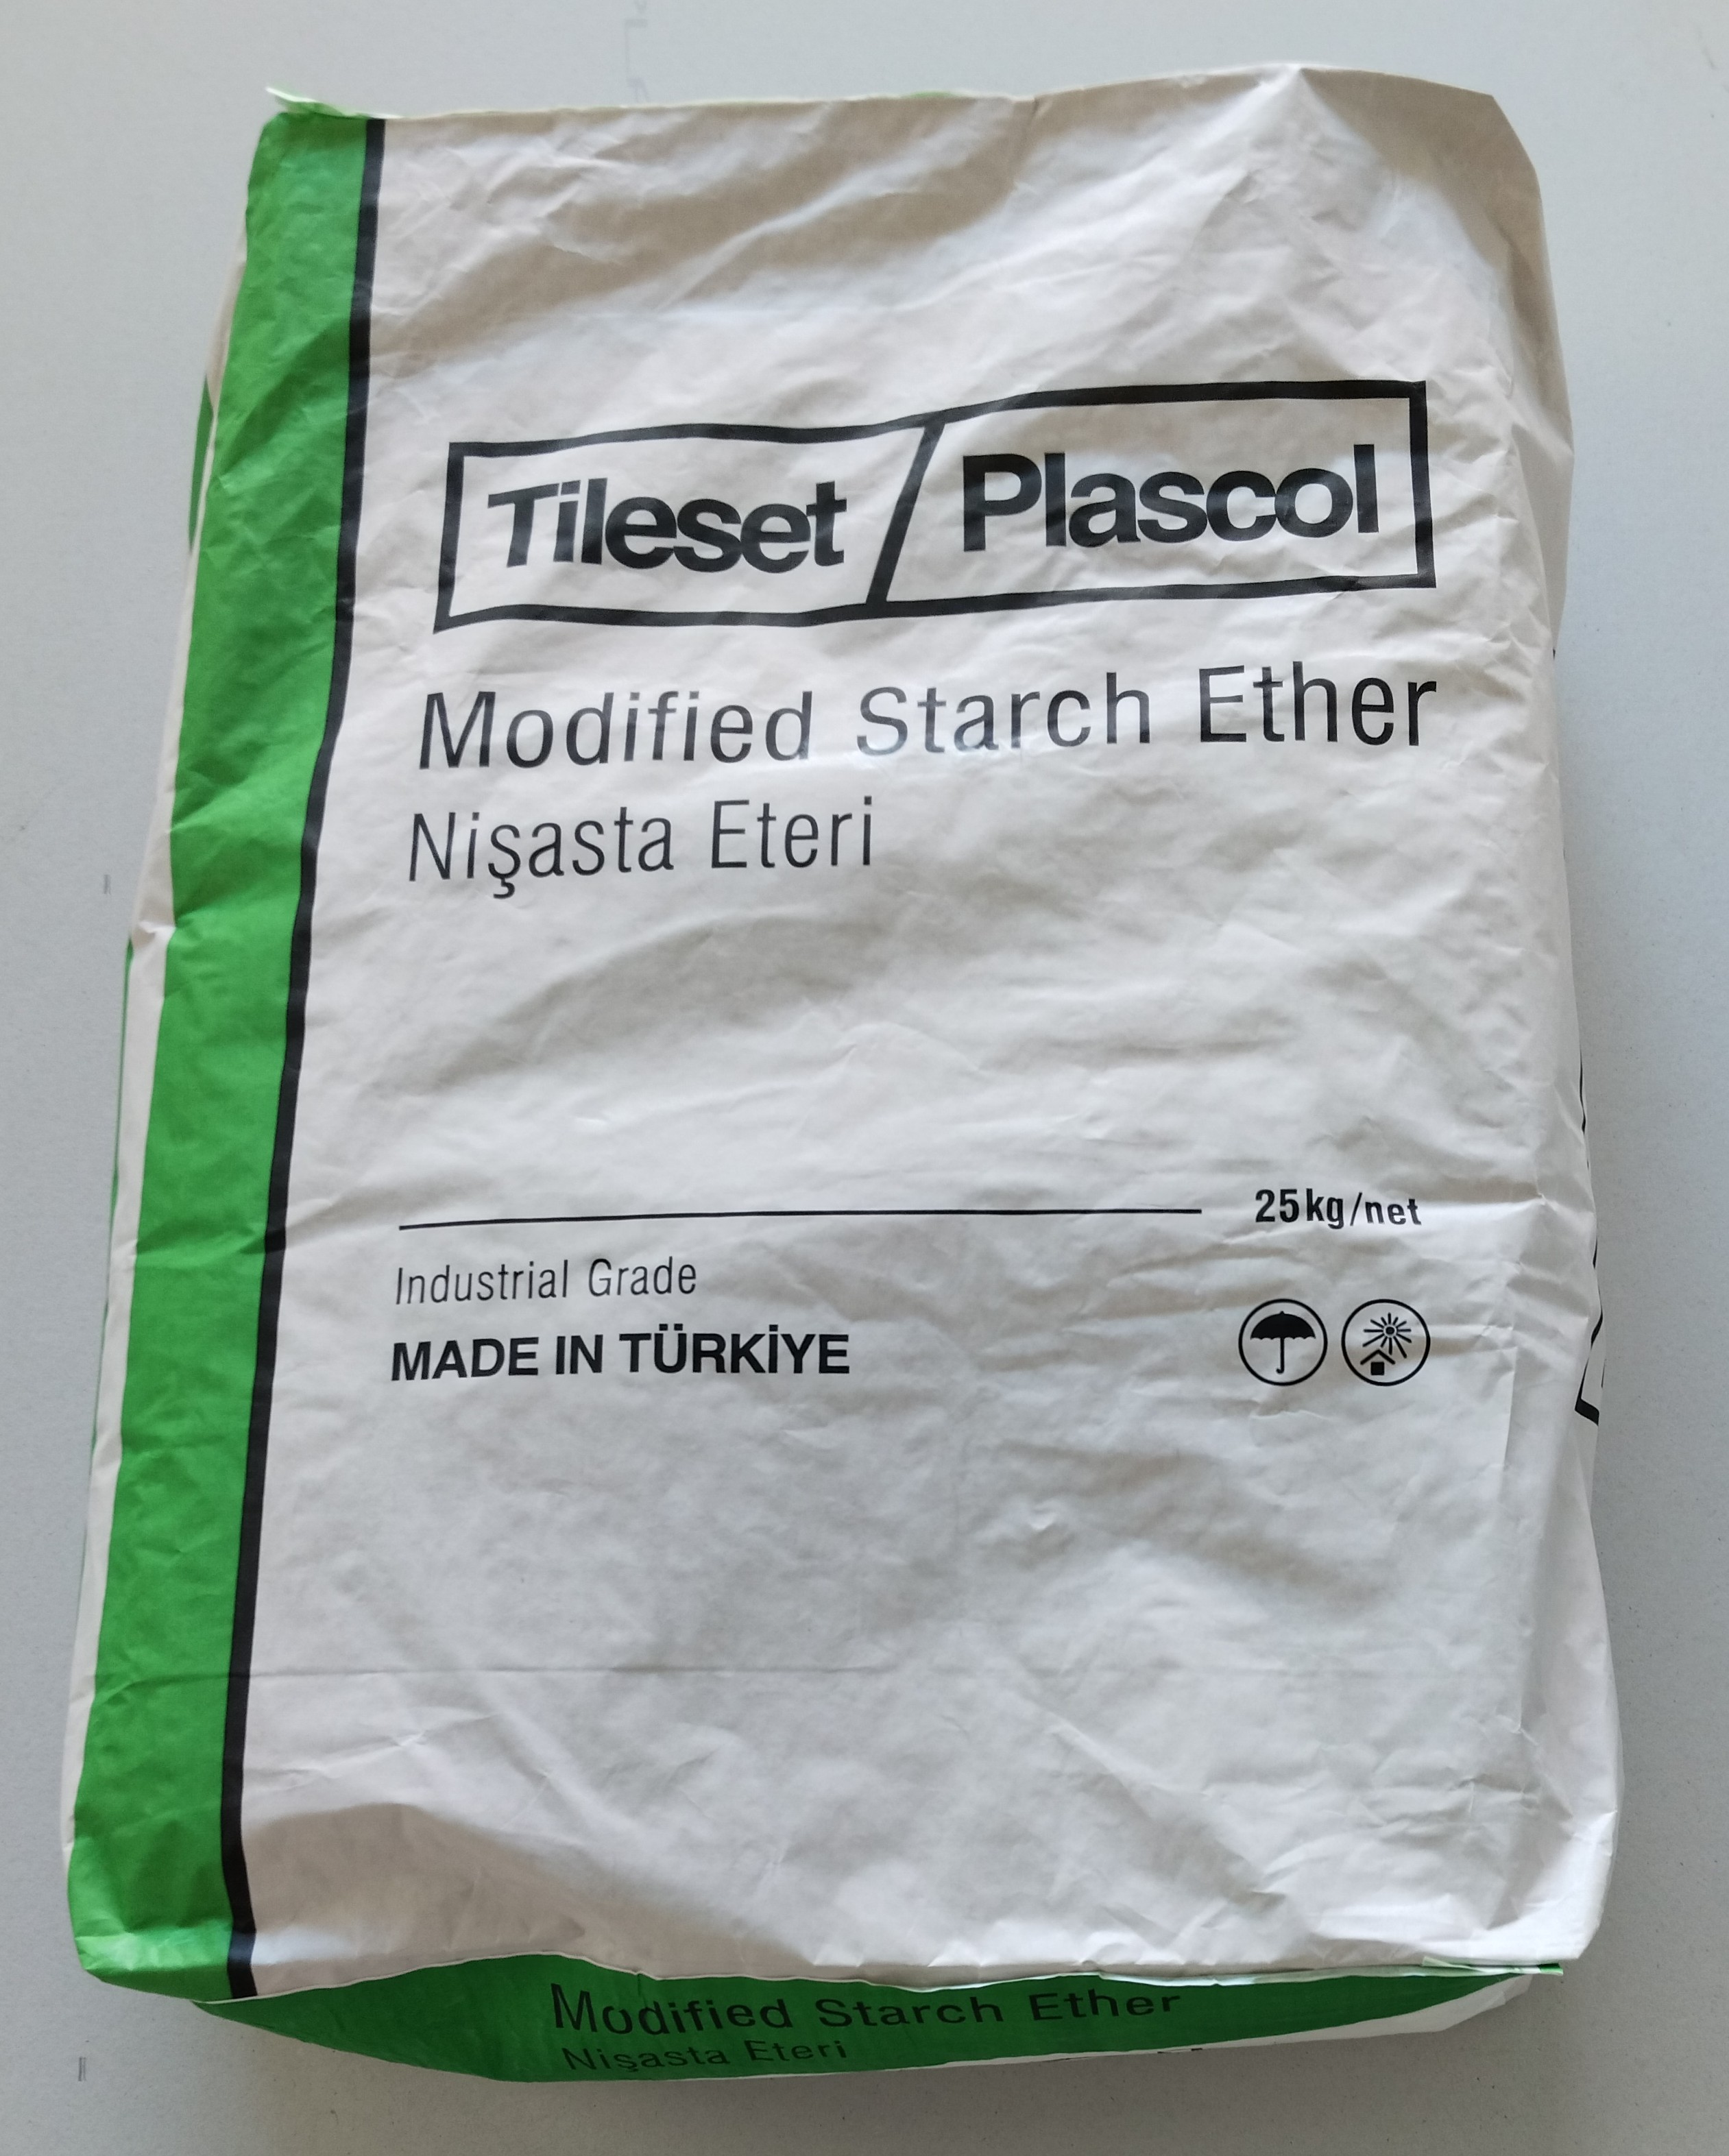 Tileset Plascol
Modified Starch Ether
Nişasta Eteri
25kg/net
Industrial Grade
MADE IN TÜRKİYE
Modified Starch Ether
Nişasta Eteri